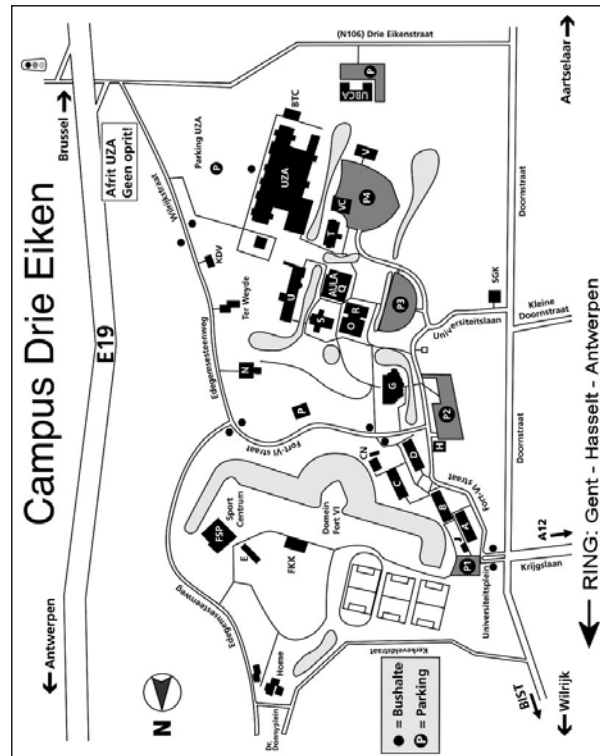 Campus Drie Eiken
Antwerpen
E19
Brussel
Afrit UZA
Geen oprit!
N
Edegemsesteenweg
Dr.
Donnyplein
Home
FSP
Sport
Centrum
E
FKK
Domein
Fort VI
Kerkeveldstraat
Fort-VI straat
Edegemsesteenweg
Wilrijkstraat
KDV
Ter Weyde
N
P
Parking UZA
P
UZA
BTC
U
S
AULA
Q
R
O
T
VC
V
P4
P3
G
P2
H
CN
C
D
B
A
J
P1
Fort-VI straat
Universiteitsplein
Universiteitslaan
SGK
UBCA
P
(N106) Drie Eikenstraat
Doornstraat
Doornstraat
Kleine
Doornstraat
Krijgslaan
A12
BIST
Wilrijk
Aartselaar
RING: Gent - Hasselt - Antwerpen
= Bushalte
P = Parking